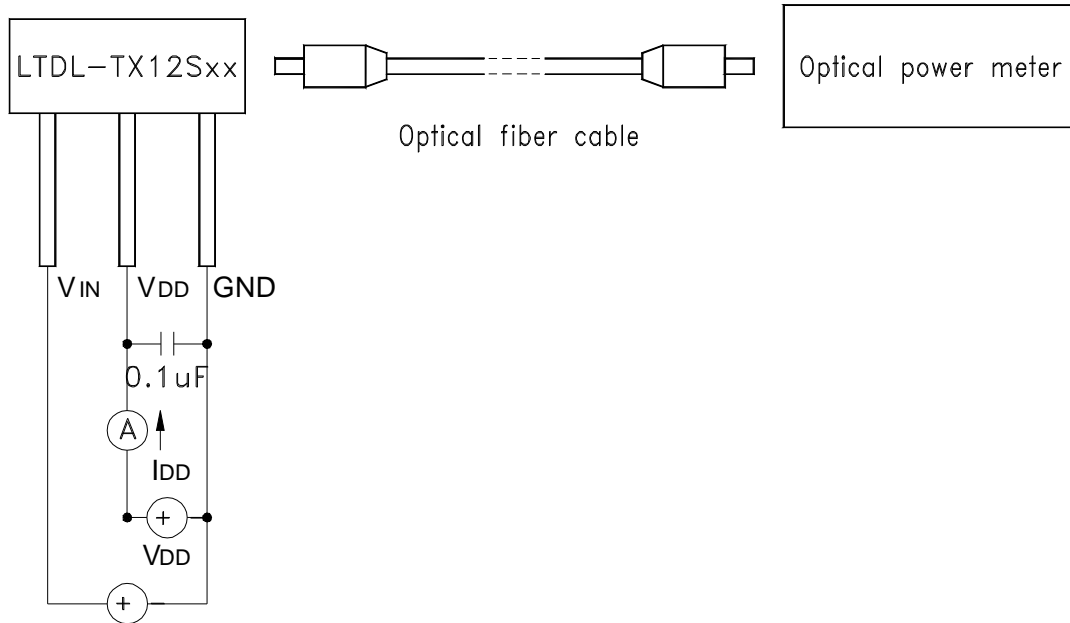 LTDL-TX12Sxx
Optical power meter
Optical fiber cable
VIN VDD GND
0.1uF
A
IDD
+ −
VDD
+ −